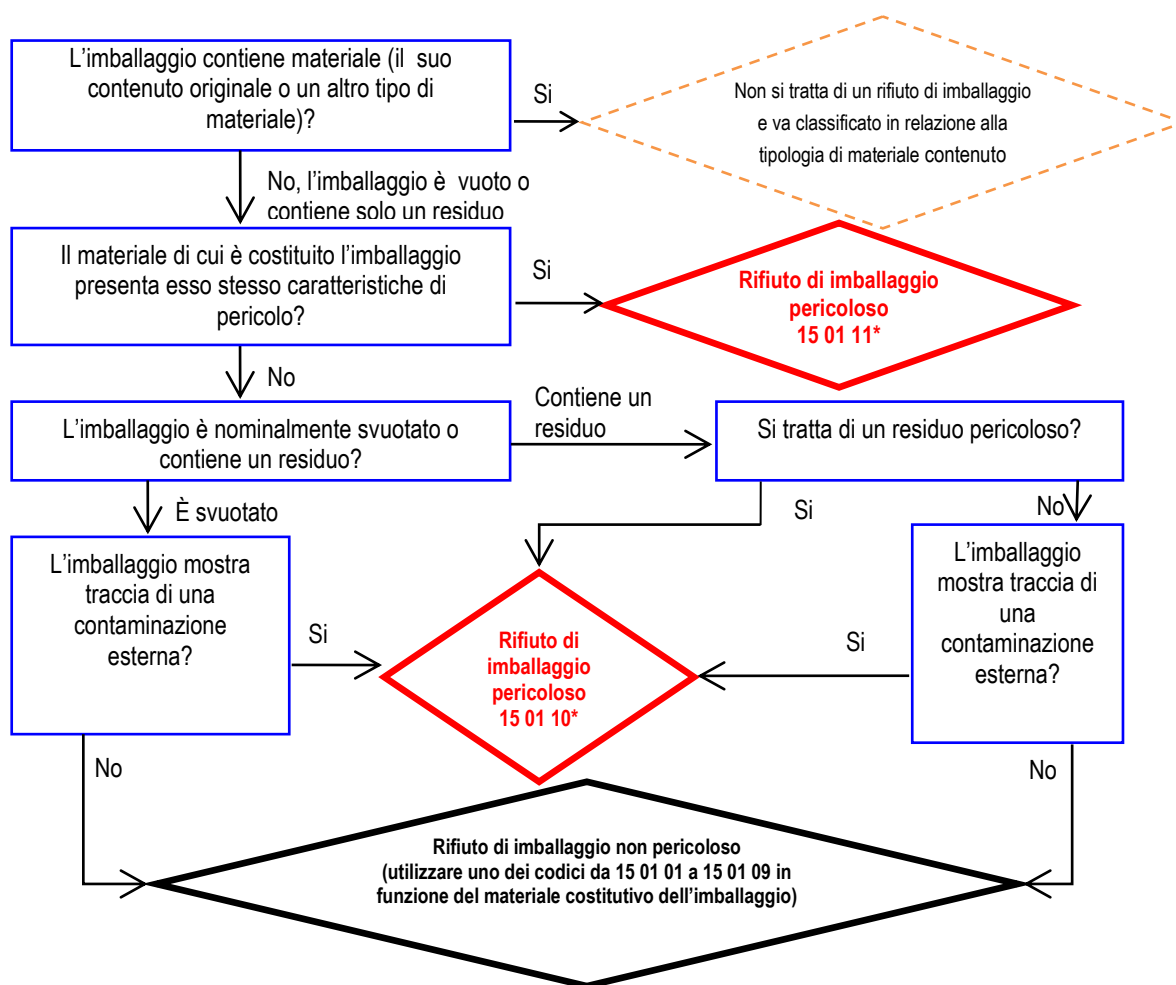 L’imballaggio contiene materiale (il suo
contenuto originale o un altro tipo di
materiale)?
Si
Non si tratta di un rifiuto di imballaggio
e va classificato in relazione alla
tipologia di materiale contenuto
No, l’imballaggio è vuoto o
contiene solo un residuo
Il materiale di cui è costituito l’imballaggio
presenta esso stesso caratteristiche di
pericolo?
Si
Rifiuto di imballaggio
pericoloso
15 01 11*
No
L’imballaggio è nominalmente svuotato o
contiene un residuo?
Contiene un
residuo
Si tratta di un residuo pericoloso?
È svuotato
Si
No
L’imballaggio mostra
traccia di una
contaminazione
esterna?
Si
Rifiuto di
imballaggio
pericoloso
15 01 10*
Si
L’imballaggio
mostra traccia di
una
contaminazione
esterna?
No
No
Rifiuto di imballaggio non pericoloso
(utilizzare uno dei codici da 15 01 01 a 15 01 09 in
funzione del materiale costitutivo dell’imballaggio)